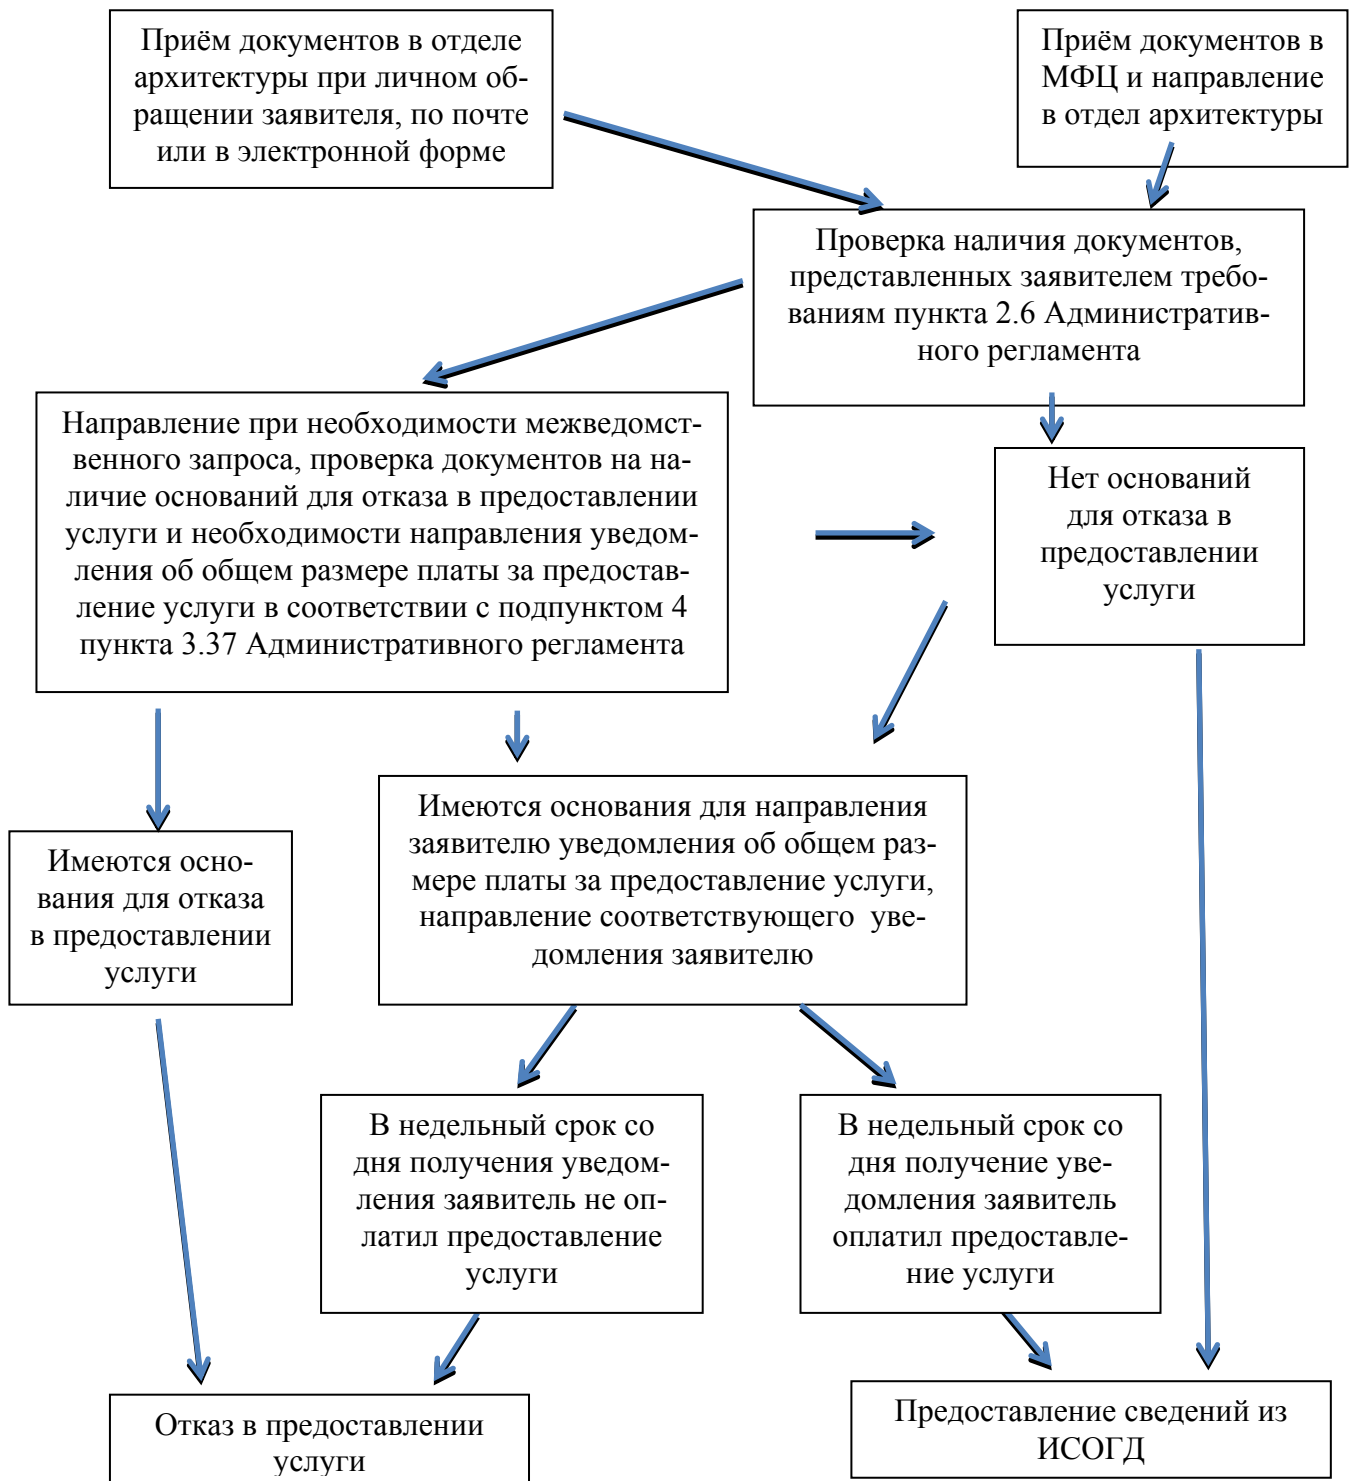 Приём документов в отделе
архитектуры при личном об-
ращении заявителя, по почте
или в электронной форме
Приём документов в
МФЦ и направление
в отдел архитектуры
Проверка наличия документов,
представленных заявителем требо-
ваниям пункта 2.6 Административ-
ного регламента
Направление при необходимости межведомст-
венного запроса, проверка документов на на-
личие оснований для отказа в предоставлении
услуги и необходимости направления уведом-
ления об общем размере платы за предостав-
ление услуги в соответствии с подпунктом 4
пункта 3.37 Административного регламента
Нет оснований
для отказа в
предоставлении
услуги
Имеются осно-
вания для отказа
в предоставлении
услуги
Имеются основания для направления
заявителю уведомления об общем раз-
мере платы за предоставление услуги,
направление соответствующего  уве-
домления заявителю
В недельный срок со
дня получения уведом-
ления заявитель не оп-
латил предоставление
услуги
В недельный срок со
дня получение уве-
домления заявитель
оплатил предоставле-
ние услуги
Отказ в предоставлении
услуги
Предоставление сведений из
ИСОГД